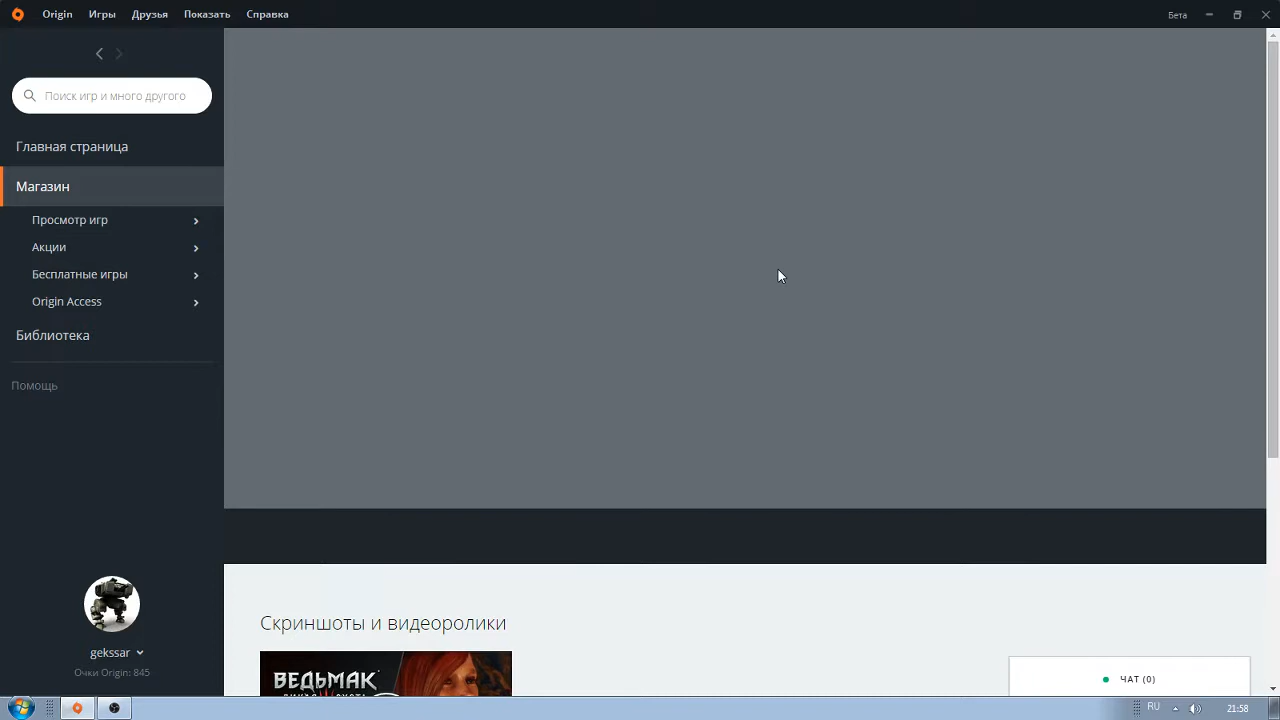 Origin Игры Друзья Показать Справка
Бета
Поиск игр и много другого
Главная страница
Магазин
Просмотр игр
Акции
Бесплатные игры
Origin Access
Библиотека
Помощь
gekssar
Очки Origin: 845
Скриншоты и видеоролики
ВЕДЬМАК
ЧАТ (0)
RU
21:58